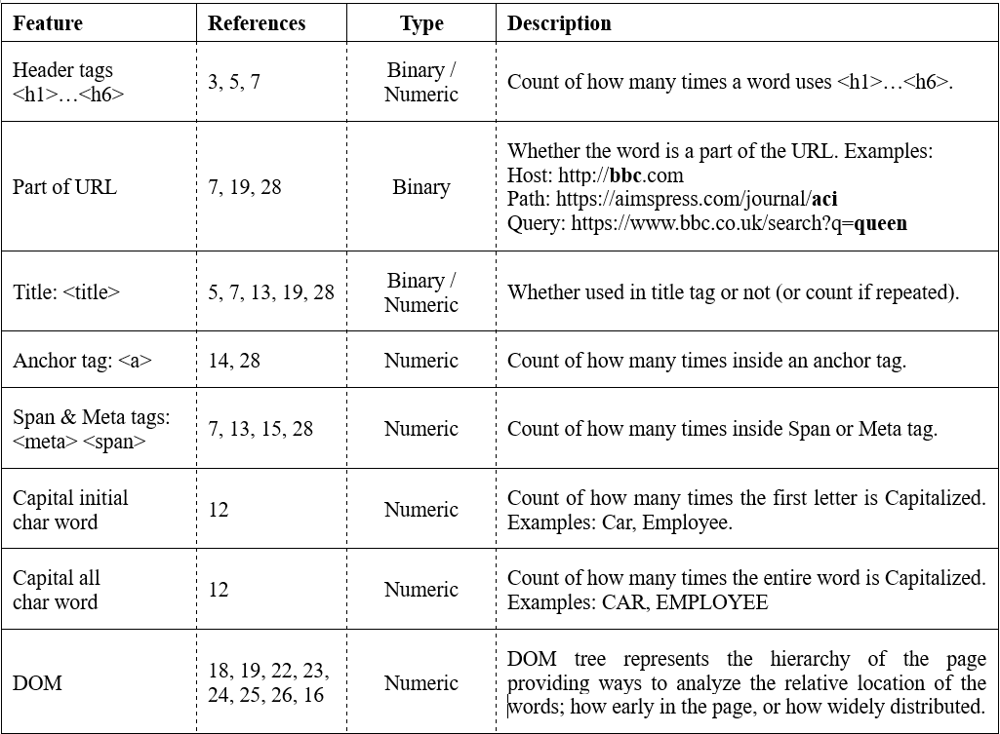 Feature References Type Description
Header tags
<h1>…<h6>
3, 5, 7
Binary /
Numeric
Count of how many times a word uses <h1>…<h6>.
Part of URL
7, 19, 28
Binary
Whether the word is a part of the URL. Examples:
Host: http://bbc.com
Path: https://aimspress.com/journal/aci
Query: https://www.bbc.co.uk/search?q=queen
Title: <title>
5, 7, 13, 19, 28
Binary /
Numeric
Whether used in title tag or not (or count if repeated).
Anchor tag: <a>
14, 28
Numeric
Count of how many times inside an anchor tag.
Span & Meta tags:
<meta> <span>
7, 13, 15, 28
Numeric
Count of how many times inside Span or Meta tag.
Capital initial
char word
12
Numeric
Count of how many times the first letter is Capitalized.
Examples: Car, Employee.
Capital all
char word
12
Numeric
Count of how many times the entire word is Capitalized.
Examples: CAR, EMPLOYEE
DOM
18, 19, 22, 23,
24, 25, 26, 16
Numeric
DOM tree represents the hierarchy of the page
providing ways to analyze the relative location of the
words; how early in the page, or how widely distributed.